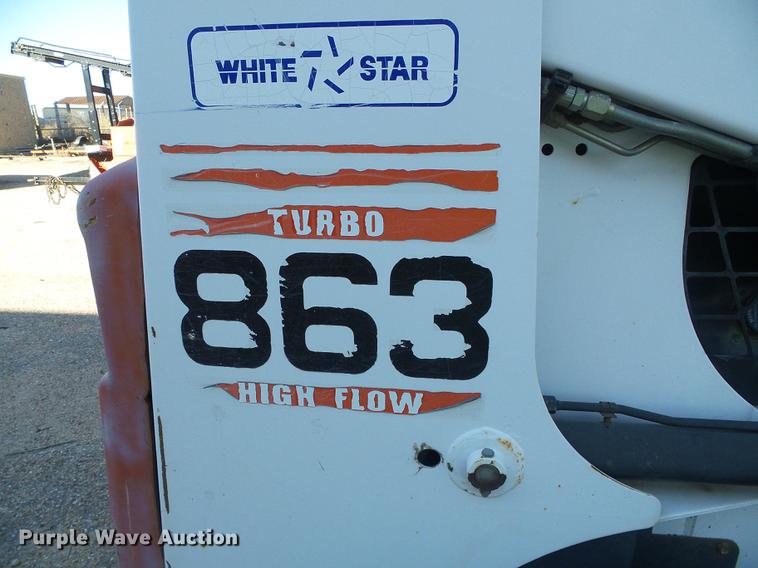 WHITE STAR
TURBO
863
HIGH FLOW
Purple Wave Auction